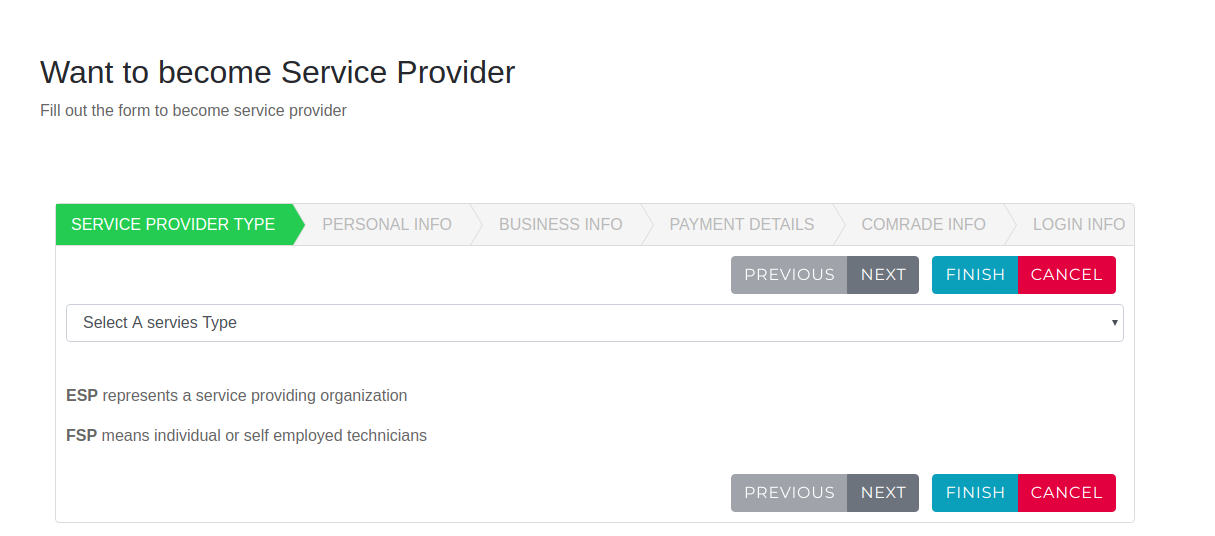 Want to become Service Provider
Fill out the form to become service provider
SERVICE PROVIDER TYPE PERSONAL INFO BUSINESS INFO PAYMENT DETAILS COMRADE INFO LOGIN INFO
PREVIOUS NEXT FINISH CANCEL
Select A servies Type
ESP represents a service providing organization
FSP means individual or self employed technicians
PREVIOUS NEXT FINISH CANCEL